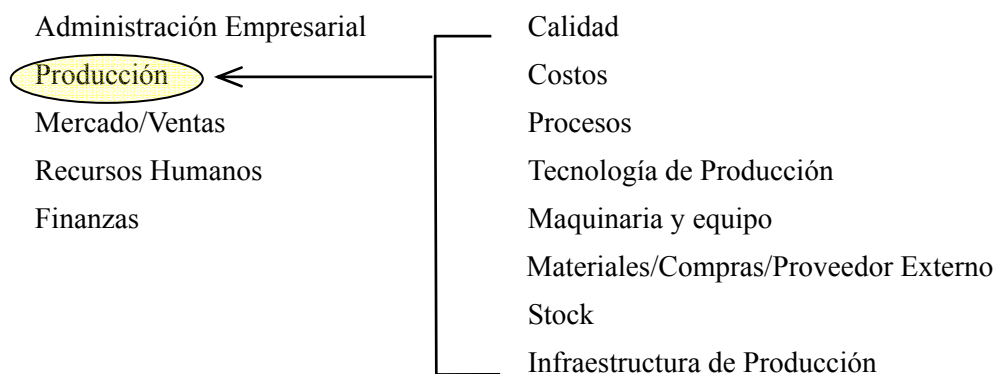 Administración Empresarial
Producción
Mercado/Ventas
Recursos Humanos
Finanzas
Calidad
Costos
Procesos
Tecnología de Producción
Maquinaria y equipo
Materiales/Compras/Proveedor Externo
Stock
Infraestructura de Producción